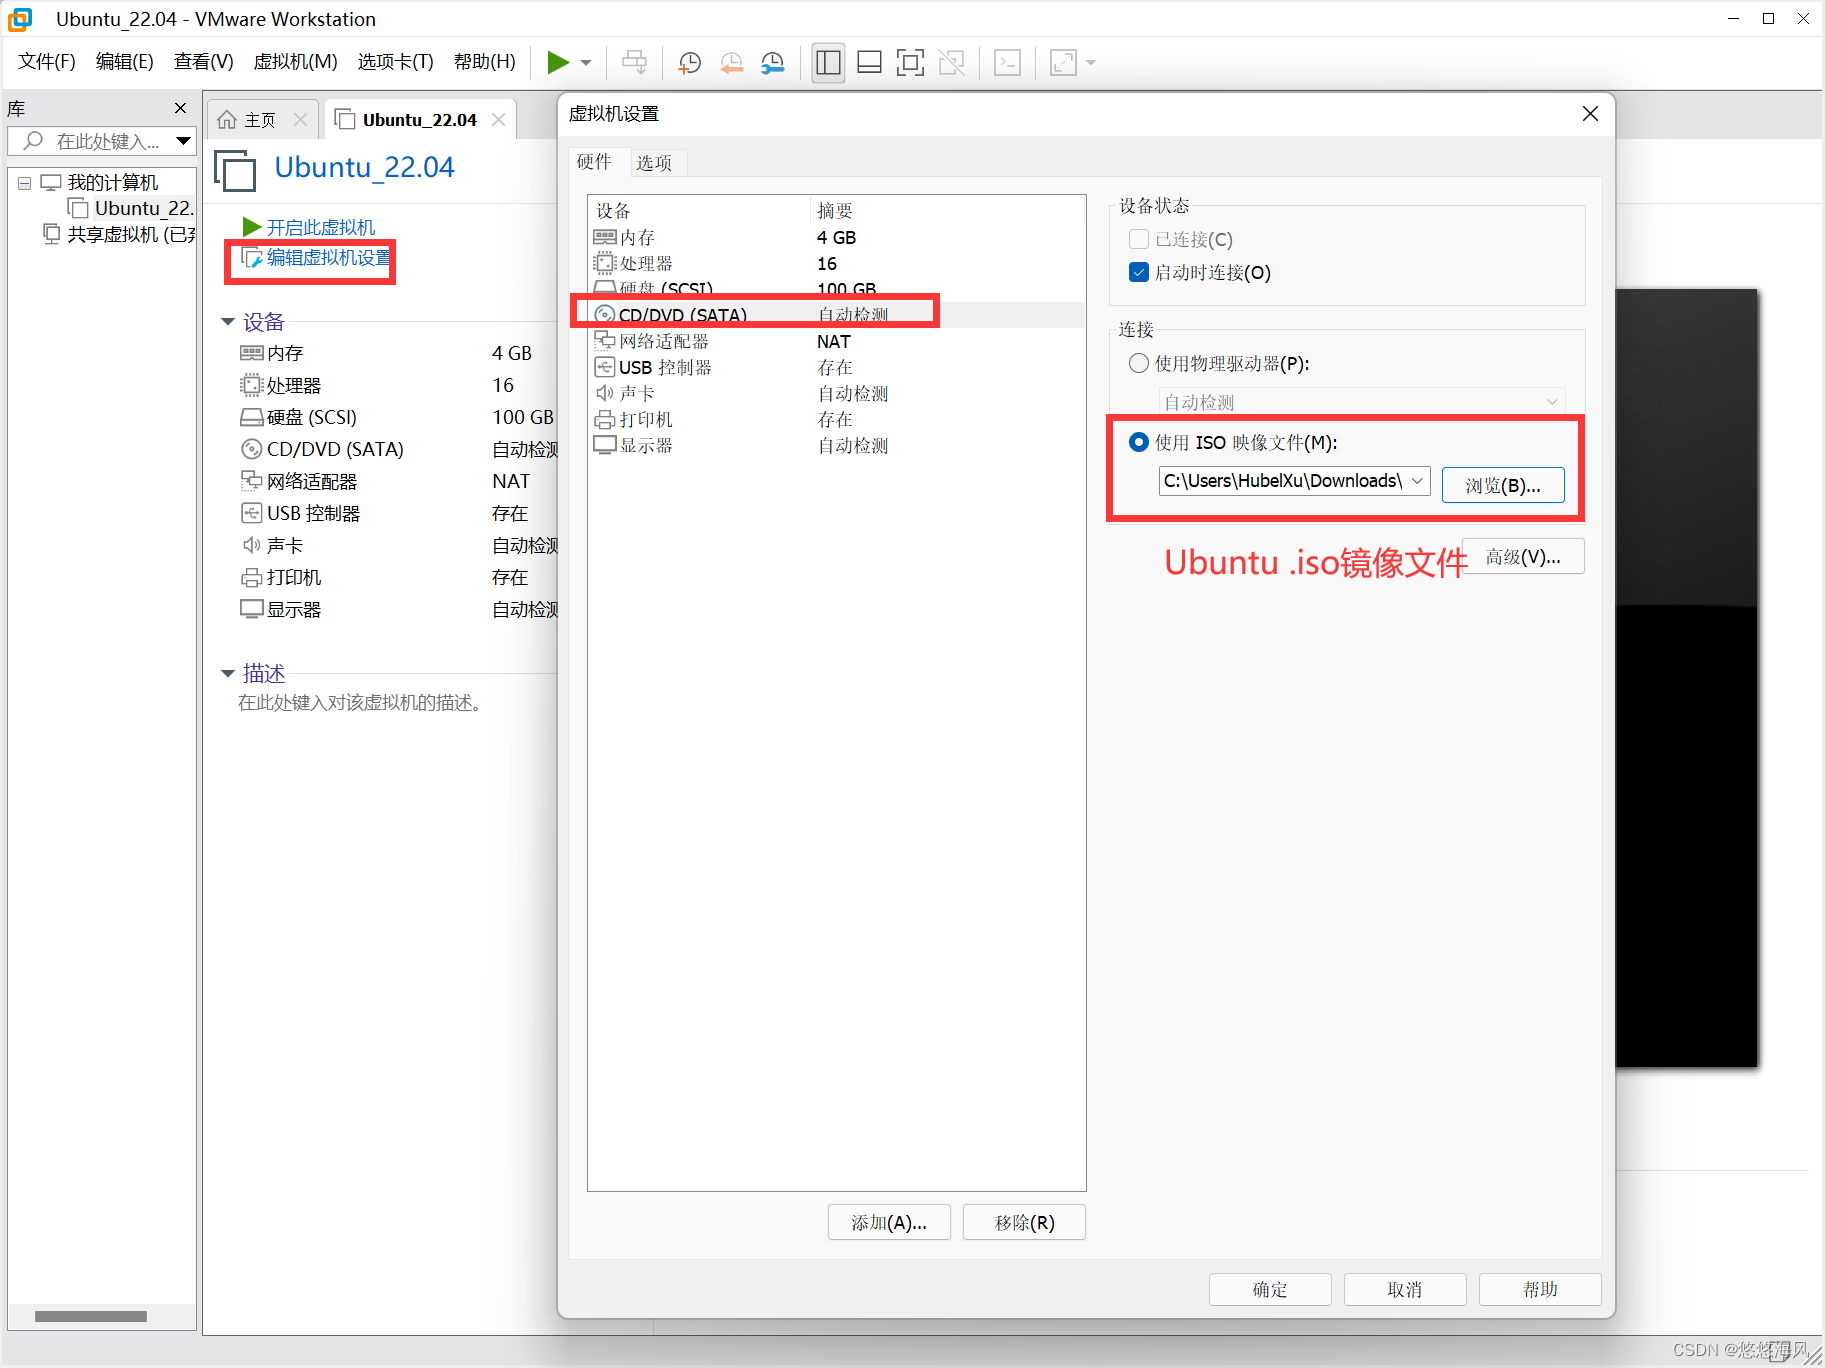 Ubuntu_22.04 - VMware Workstation
文件(F) 编辑(E) 查看(V) 虚拟机(M) 选项卡(T) 帮助(H)
库
在此处键入...
我的计算机
Ubuntu_22.
共享虚拟机 (已
主页
Ubuntu_22.04
Ubuntu_22.04
开启此虚拟机
编辑虚拟机设置
设备
内存 4 GB
处理器 16
硬盘 (SCSI) 100 GB
CD/DVD (SATA) 自动检测
网络适配器 NAT
USB 控制器 存在
声卡 自动检测
打印机 存在
显示器 自动检测
描述
在此处键入对该虚拟机的描述。
虚拟机设置
硬件 选项
设备 摘要
内存 4 GB
处理器 16
硬盘 (SCSI) 100 GB
CD/DVD (SATA) 自动检测
网络适配器 NAT
USB 控制器 存在
声卡 自动检测
打印机 存在
显示器 自动检测
添加(A)... 移除(R)
设备状态
已连接(C)
启动时连接(O)
连接
使用物理驱动器(P):
自动检测
使用 ISO 映像文件(M):
C:\Users\HubelXu\Downloads\ 浏览(B)...
Ubuntu .iso镜像文件
高级(V)...
确定 取消 帮助
CSDN @悠悠海风